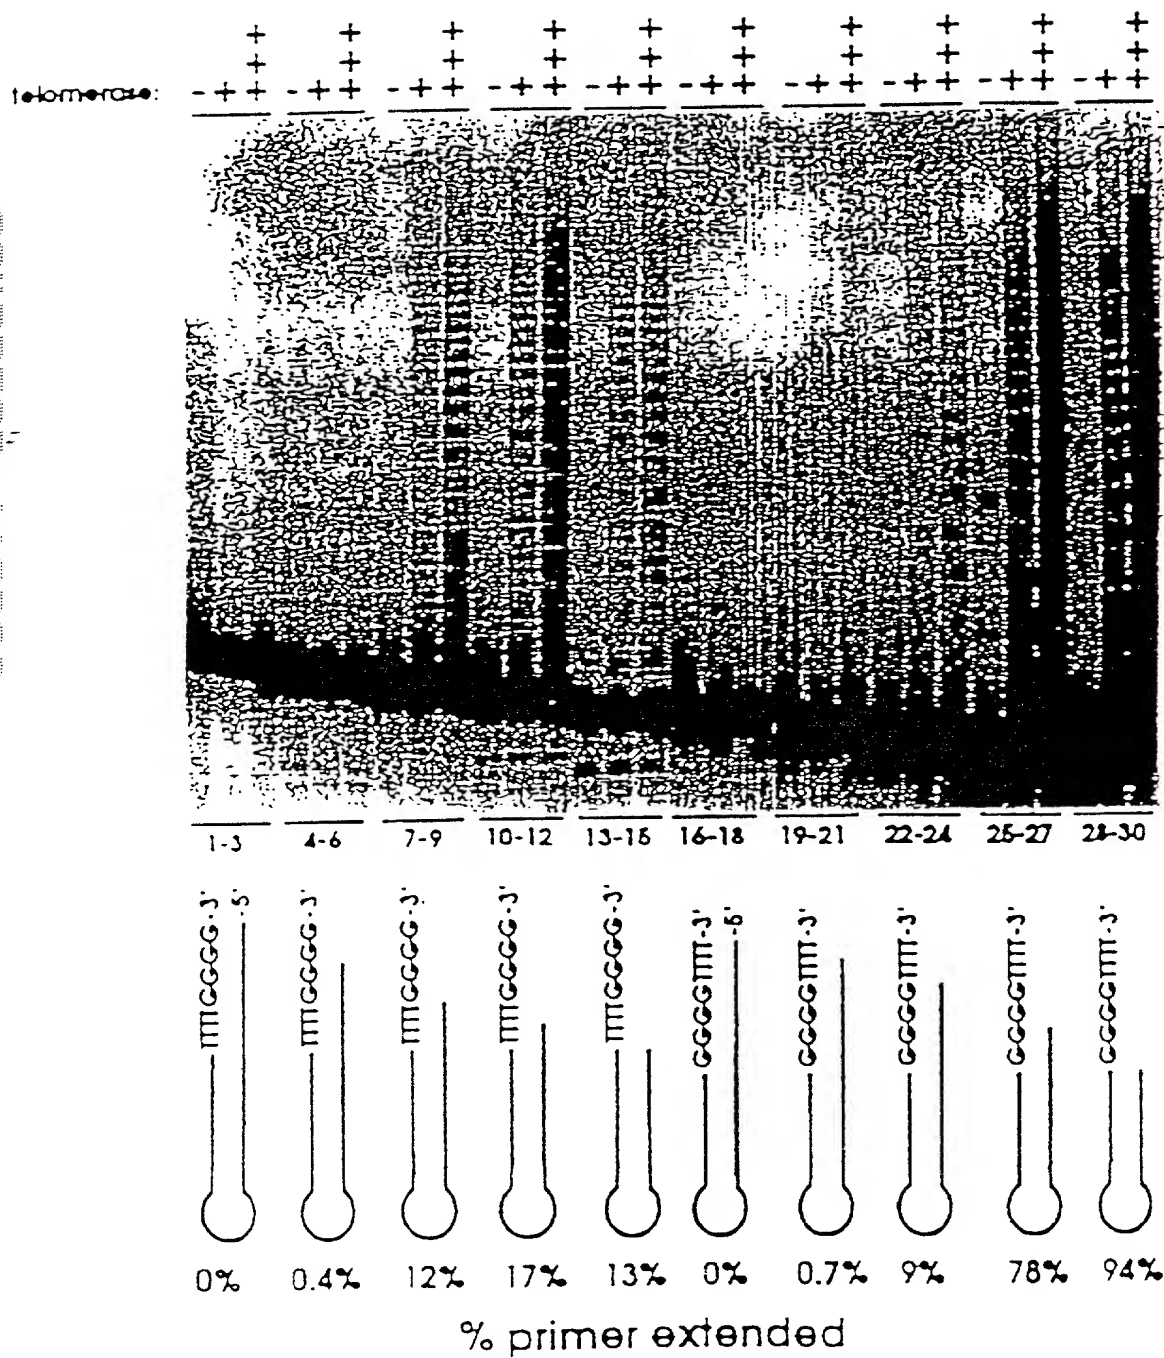 + + + + + + + + + +
+ + + + + + + + + +
telomerase: - + + - + + - + + - + + - + + - + + - + + - + + - + + - + +
1-3 4-6 7-9 10-12 13-15 16-18 19-21 22-24 25-27 28-30
TTTTGGGG-3' -5' TTTTGGGG-3' TTTTGGGG-3' TTTTGGGG-3' TTTTGGGG-3' GGGGTTTT-3' -5' GGGGTTTT-3' GGGGTTTT-3' GGGGTTTT-3' GGGGTTTT-3'
0% 0.4% 12% 17% 13% 0% 0.7% 9% 78% 94%
% primer extended